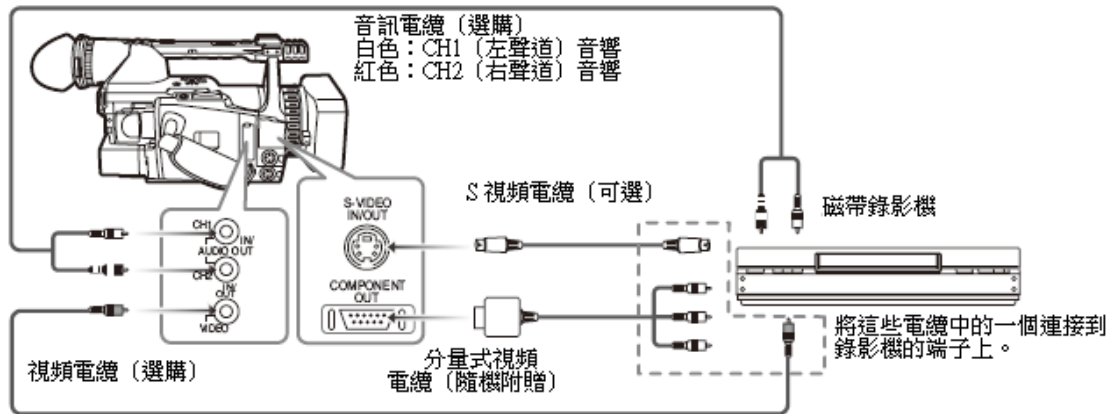 音訊電纜〔選購〕
白色：CH1〔左聲道〕音響
紅色：CH2〔右聲道〕音響
S 視頻電纜〔可選〕
磁帶錄影機
S-VIDEO
IN/OUT
CH1
IN/
AUDIO OUT
CH2
IN/
OUT
VIDEO
COMPONENT
OUT
視頻電纜〔選購〕
分量式視頻
電纜〔隨機附贈〕
將這些電纜中的一個連接到
錄影機的端子上。